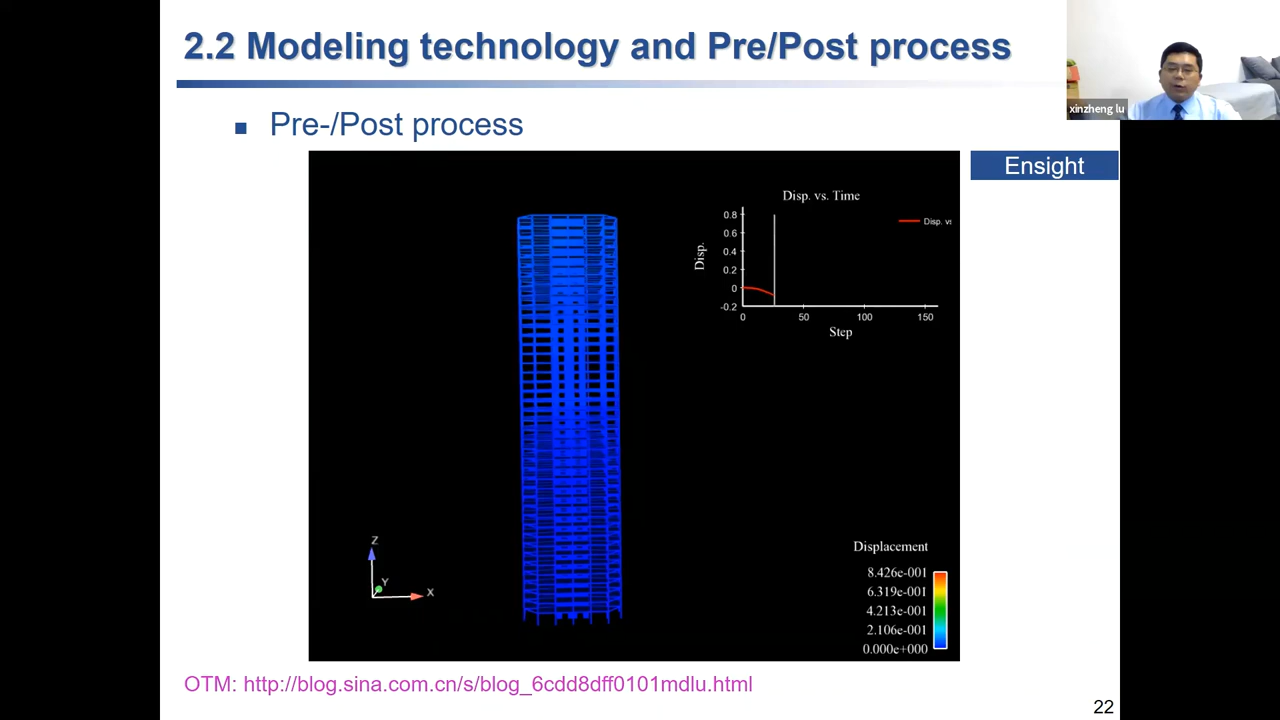 2.2 Modeling technology and Pre/Post process
xinzheng lu
Pre-/Post process
Ensight
Disp. vs. Time
0.8
0.6
0.4
0.2
0
-0.2
Disp.
Disp. vs
0
50
100
150
Step
Z
Y
X
Displacement
8.426e-001
6.319e-001
4.213e-001
2.106e-001
0.000e+000
OTM: http://blog.sina.com.cn/s/blog_6cdd8dff0101mdlu.html
22